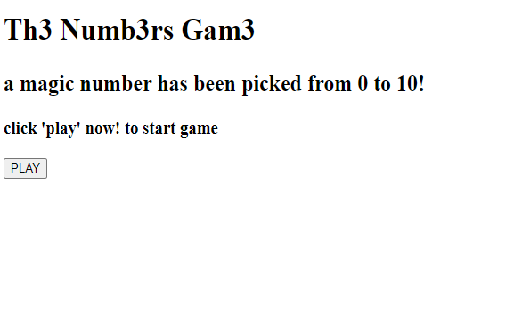 Th3 Numb3rs Gam3
a magic number has been picked from 0 to 10!
click 'play' now! to start game
PLAY